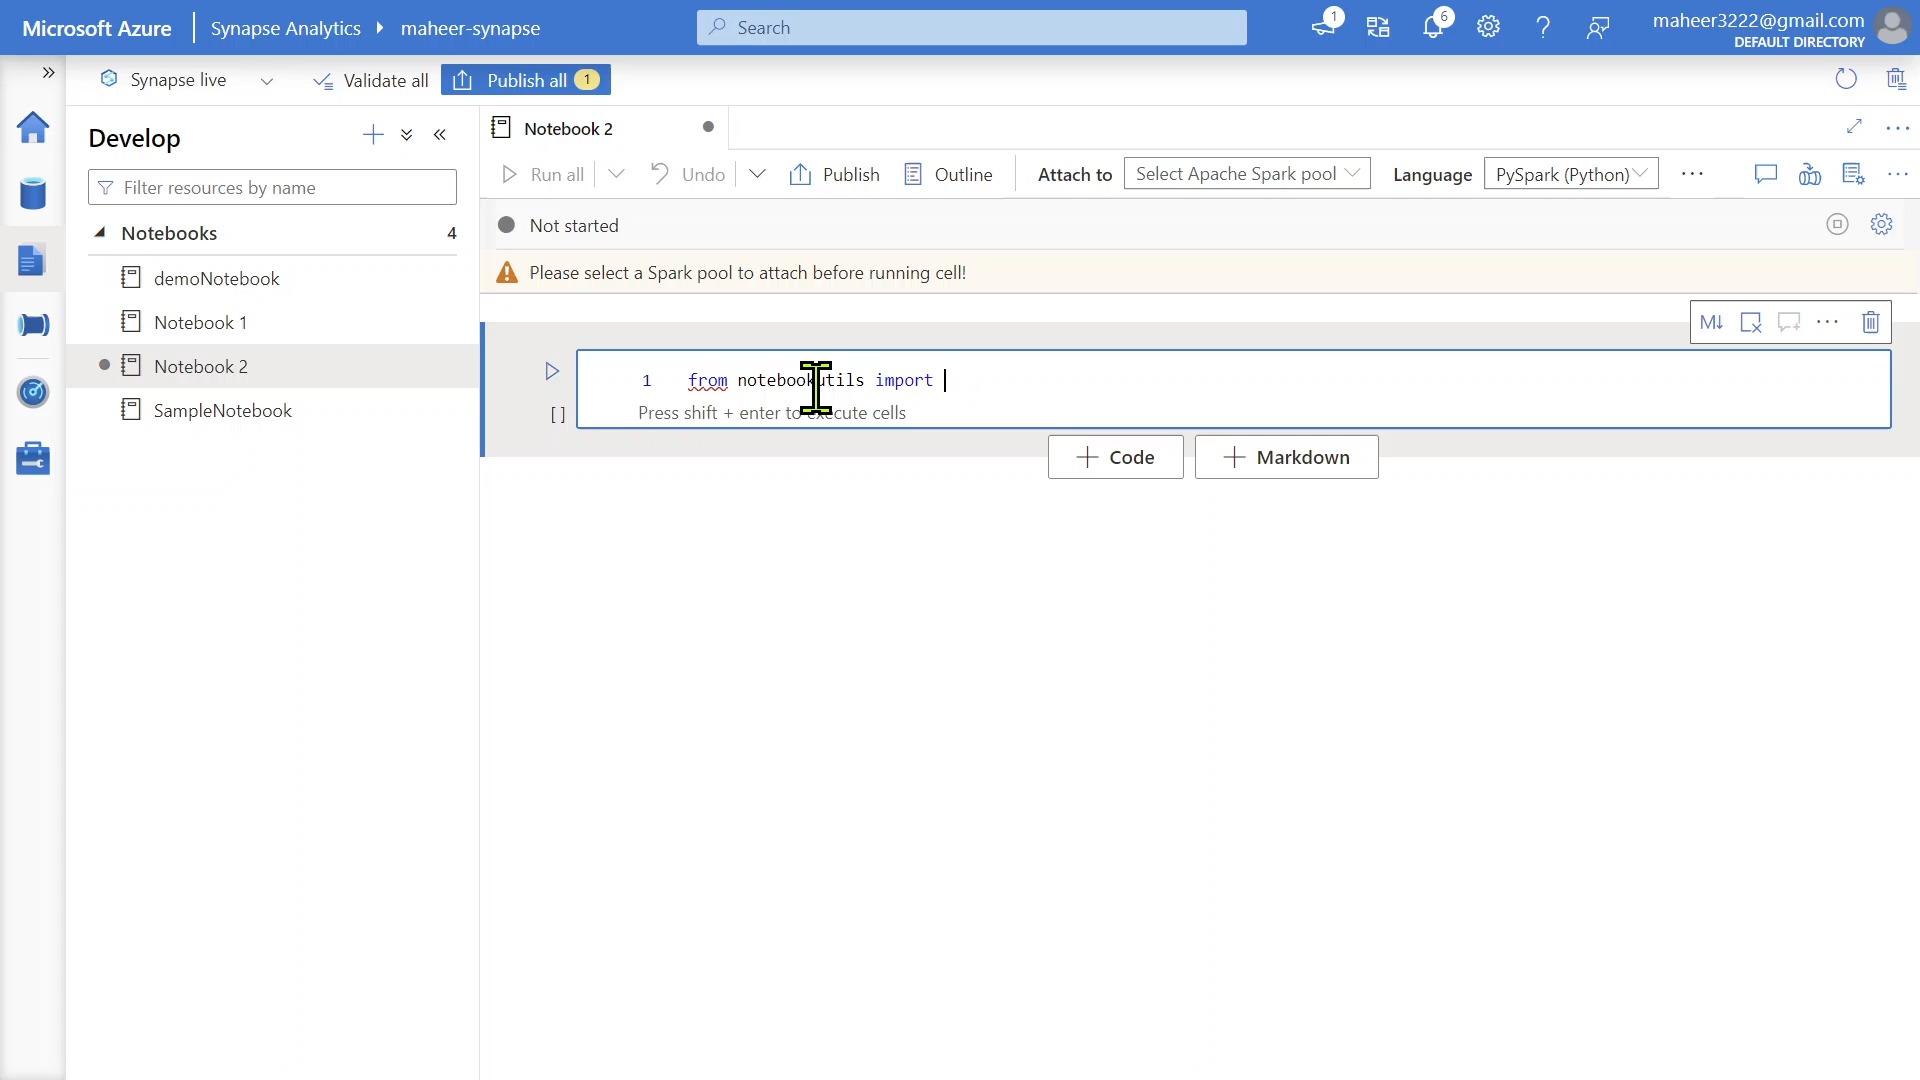 Microsoft Azure
Synapse Analytics
maheer-synapse
Search
1
6
maheer3222@gmail.com
DEFAULT DIRECTORY
Synapse live
Validate all
Publish all 1
Develop
Filter resources by name
Notebooks 4
demoNotebook
Notebook 1
Notebook 2
SampleNotebook
Notebook 2
Run all
Undo
Publish
Outline
Attach to
Select Apache Spark pool
Language
PySpark (Python)
Not started
Please select a Spark pool to attach before running cell!
M↓
1 from notebookutils import
[ ] Press shift + enter to execute cells
+ Code
+ Markdown